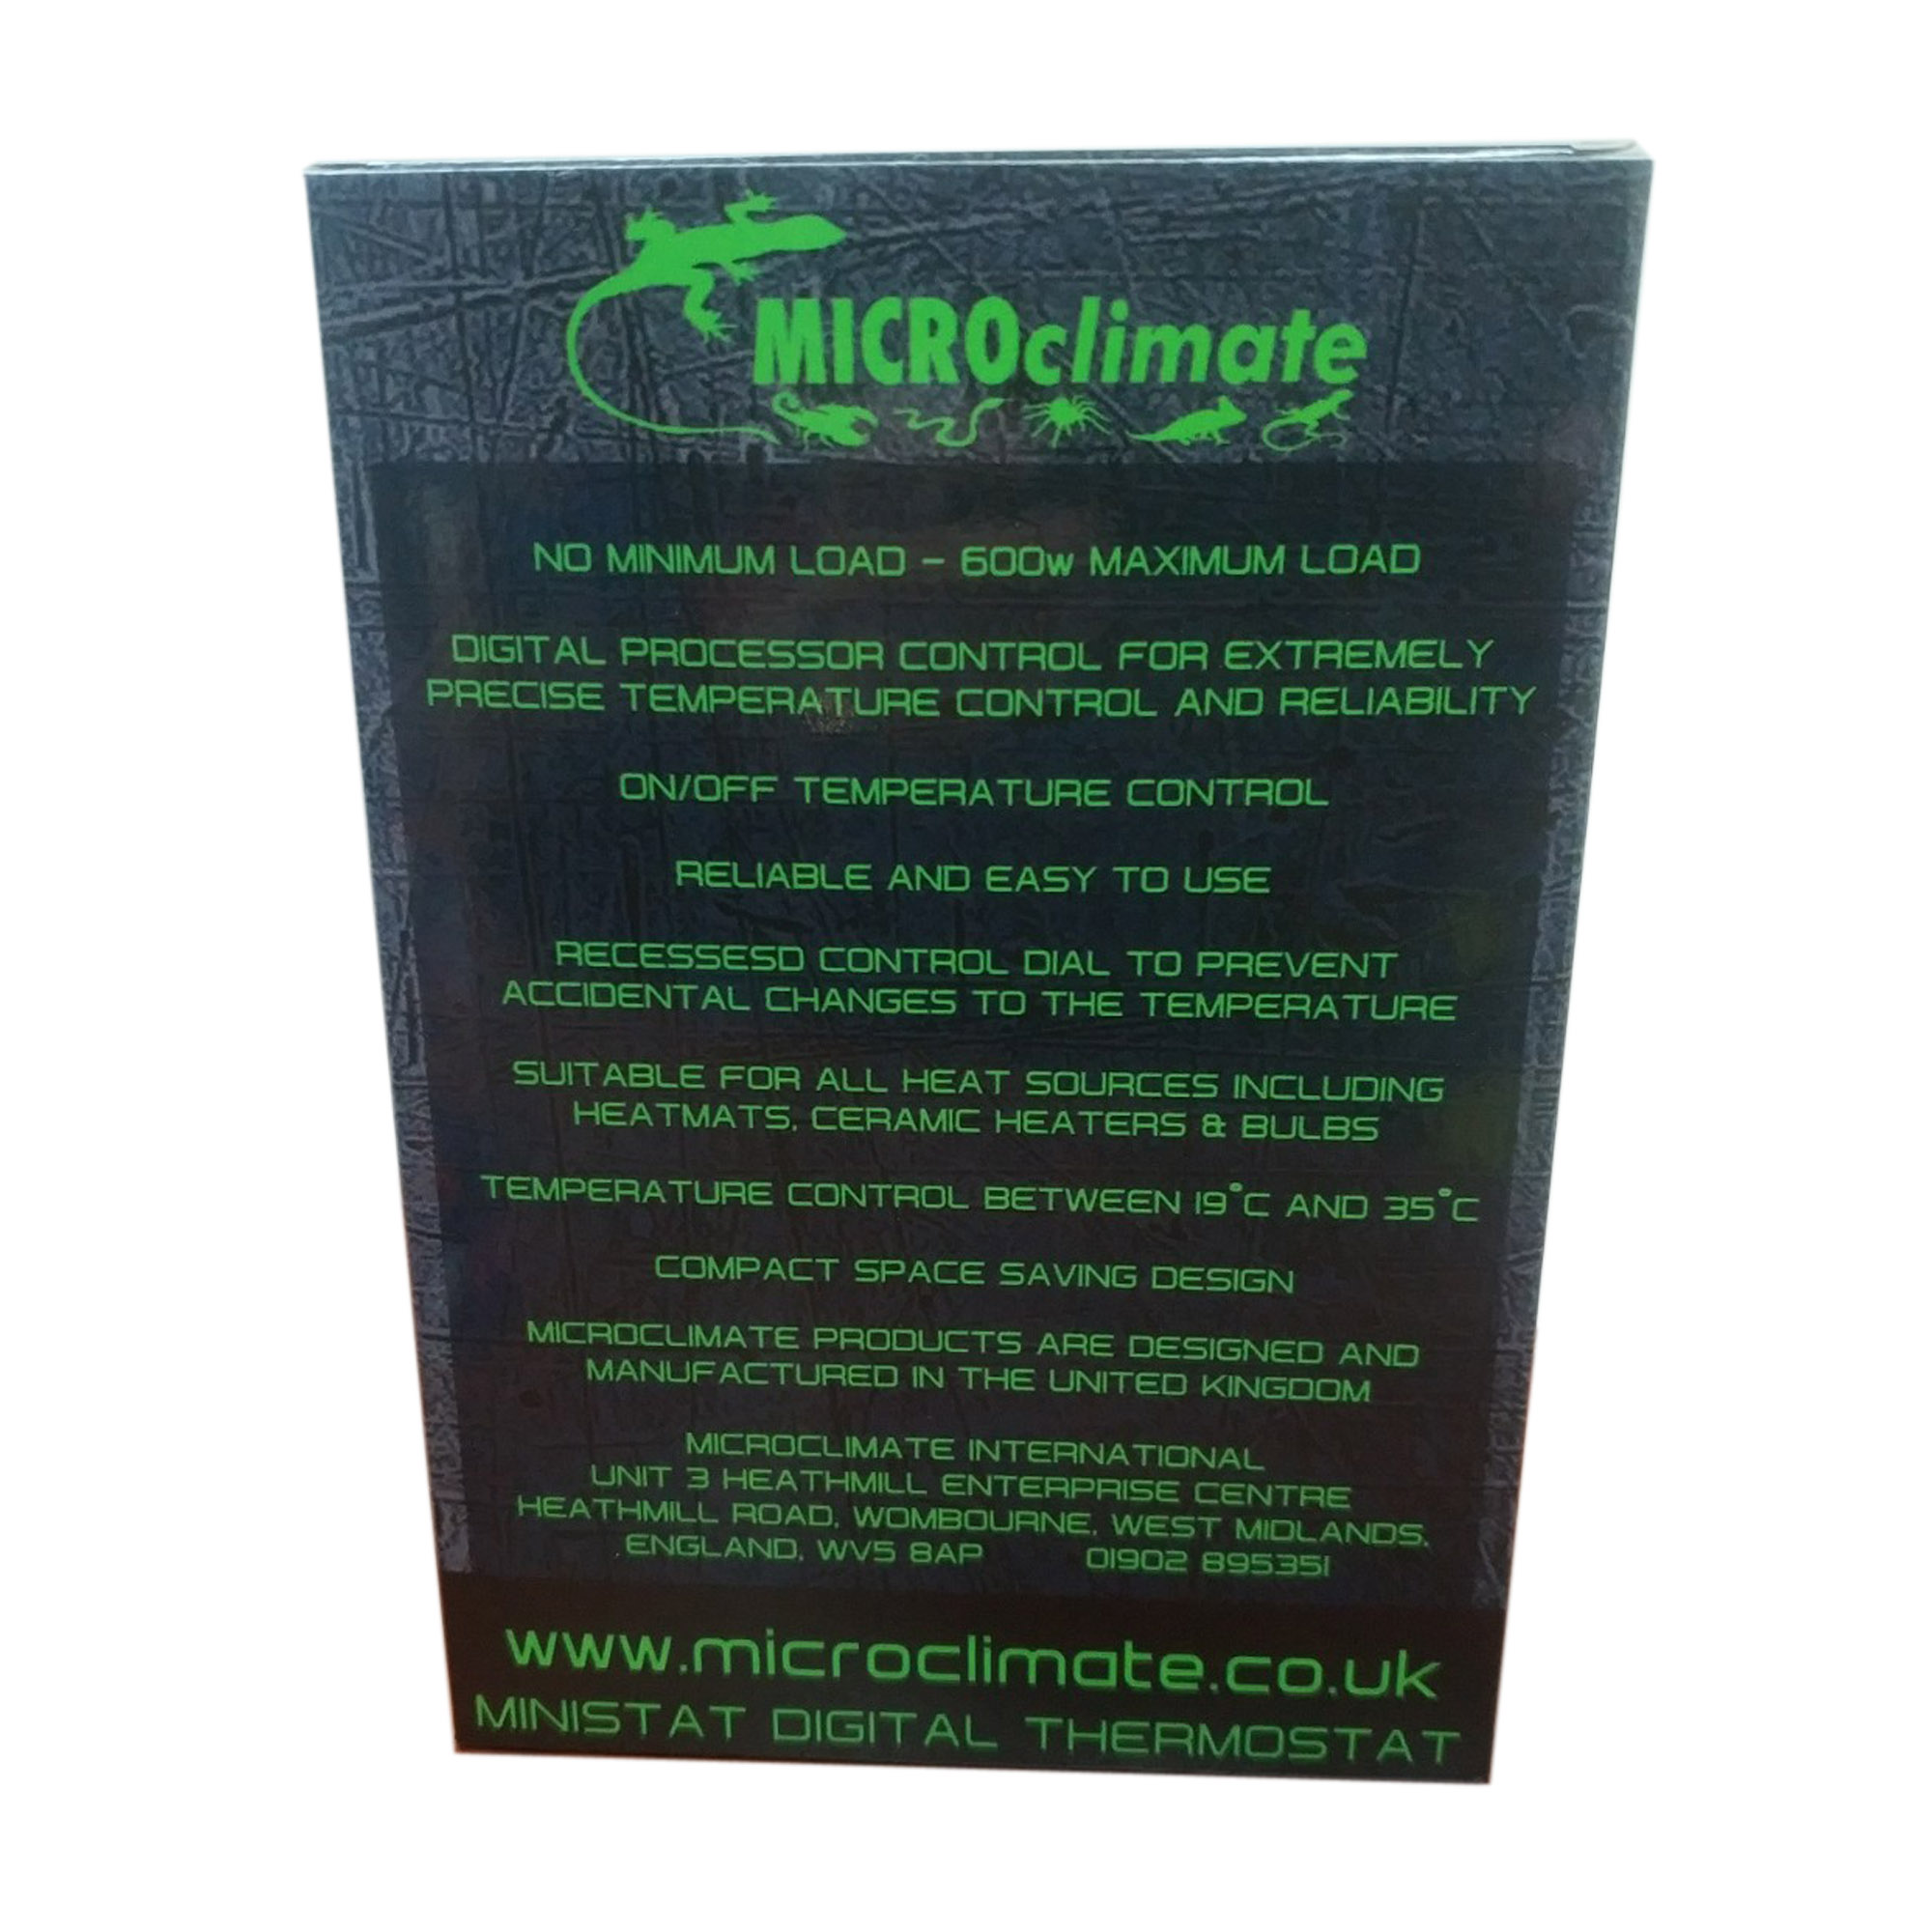 MICROclimate
NO MINIMUM LOAD - 600w MAXIMUM LOAD
DIGITAL PROCESSOR CONTROL FOR EXTREMELY
PRECISE TEMPERATURE CONTROL AND RELIABILITY
ON/OFF TEMPERATURE CONTROL
RELIABLE AND EASY TO USE
RECESSESD CONTROL DIAL TO PREVENT
ACCIDENTAL CHANGES TO THE TEMPERATURE
SUITABLE FOR ALL HEAT SOURCES INCLUDING
HEATMATS, CERAMIC HEATERS & BULBS
TEMPERATURE CONTROL BETWEEN 19°C AND 35°C
COMPACT SPACE SAVING DESIGN
MICROCLIMATE PRODUCTS ARE DESIGNED AND
MANUFACTURED IN THE UNITED KINGDOM
MICROCLIMATE INTERNATIONAL
UNIT 3 HEATHMILL ENTERPRISE CENTRE
HEATHMILL ROAD, WOMBOURNE, WEST MIDLANDS,
ENGLAND, WV5 8AP 01902 895351
www.microclimate.co.uk
MINISTAT DIGITAL THERMOSTAT